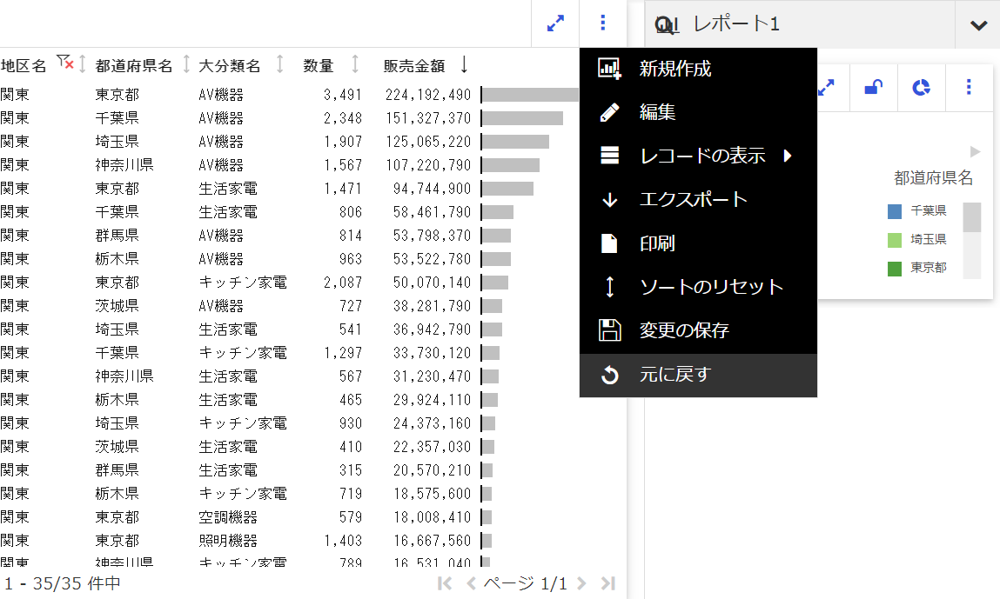 レポート1
地区名 都道府県名 大分類名 数量 販売金額
関東 東京都 AV機器 3,491 224,192,490
関東 千葉県 AV機器 2,348 151,327,370
関東 埼玉県 AV機器 1,907 125,065,220
関東 神奈川県 AV機器 1,567 107,220,790
関東 東京都 生活家電 1,471 94,744,900
関東 千葉県 生活家電 806 58,461,790
関東 群馬県 AV機器 814 53,798,370
関東 栃木県 AV機器 963 53,522,780
関東 東京都 キッチン家電 2,087 50,070,140
関東 茨城県 AV機器 727 38,281,790
関東 埼玉県 生活家電 541 36,942,790
関東 千葉県 キッチン家電 1,297 33,730,120
関東 神奈川県 生活家電 567 31,230,470
関東 栃木県 生活家電 465 29,924,110
関東 埼玉県 キッチン家電 930 24,373,160
関東 茨城県 生活家電 410 22,357,030
関東 群馬県 生活家電 315 20,570,210
関東 栃木県 キッチン家電 719 18,575,600
関東 東京都 空調機器 579 18,008,410
関東 東京都 照明機器 1,403 16,667,560
関東 神奈川県 キッチン家電 789 16,531,040
1 - 35/35 件中 ページ 1/1
新規作成
編集
レコードの表示
エクスポート
印刷
ソートのリセット
変更の保存
元に戻す
都道府県名
千葉県
埼玉県
東京都